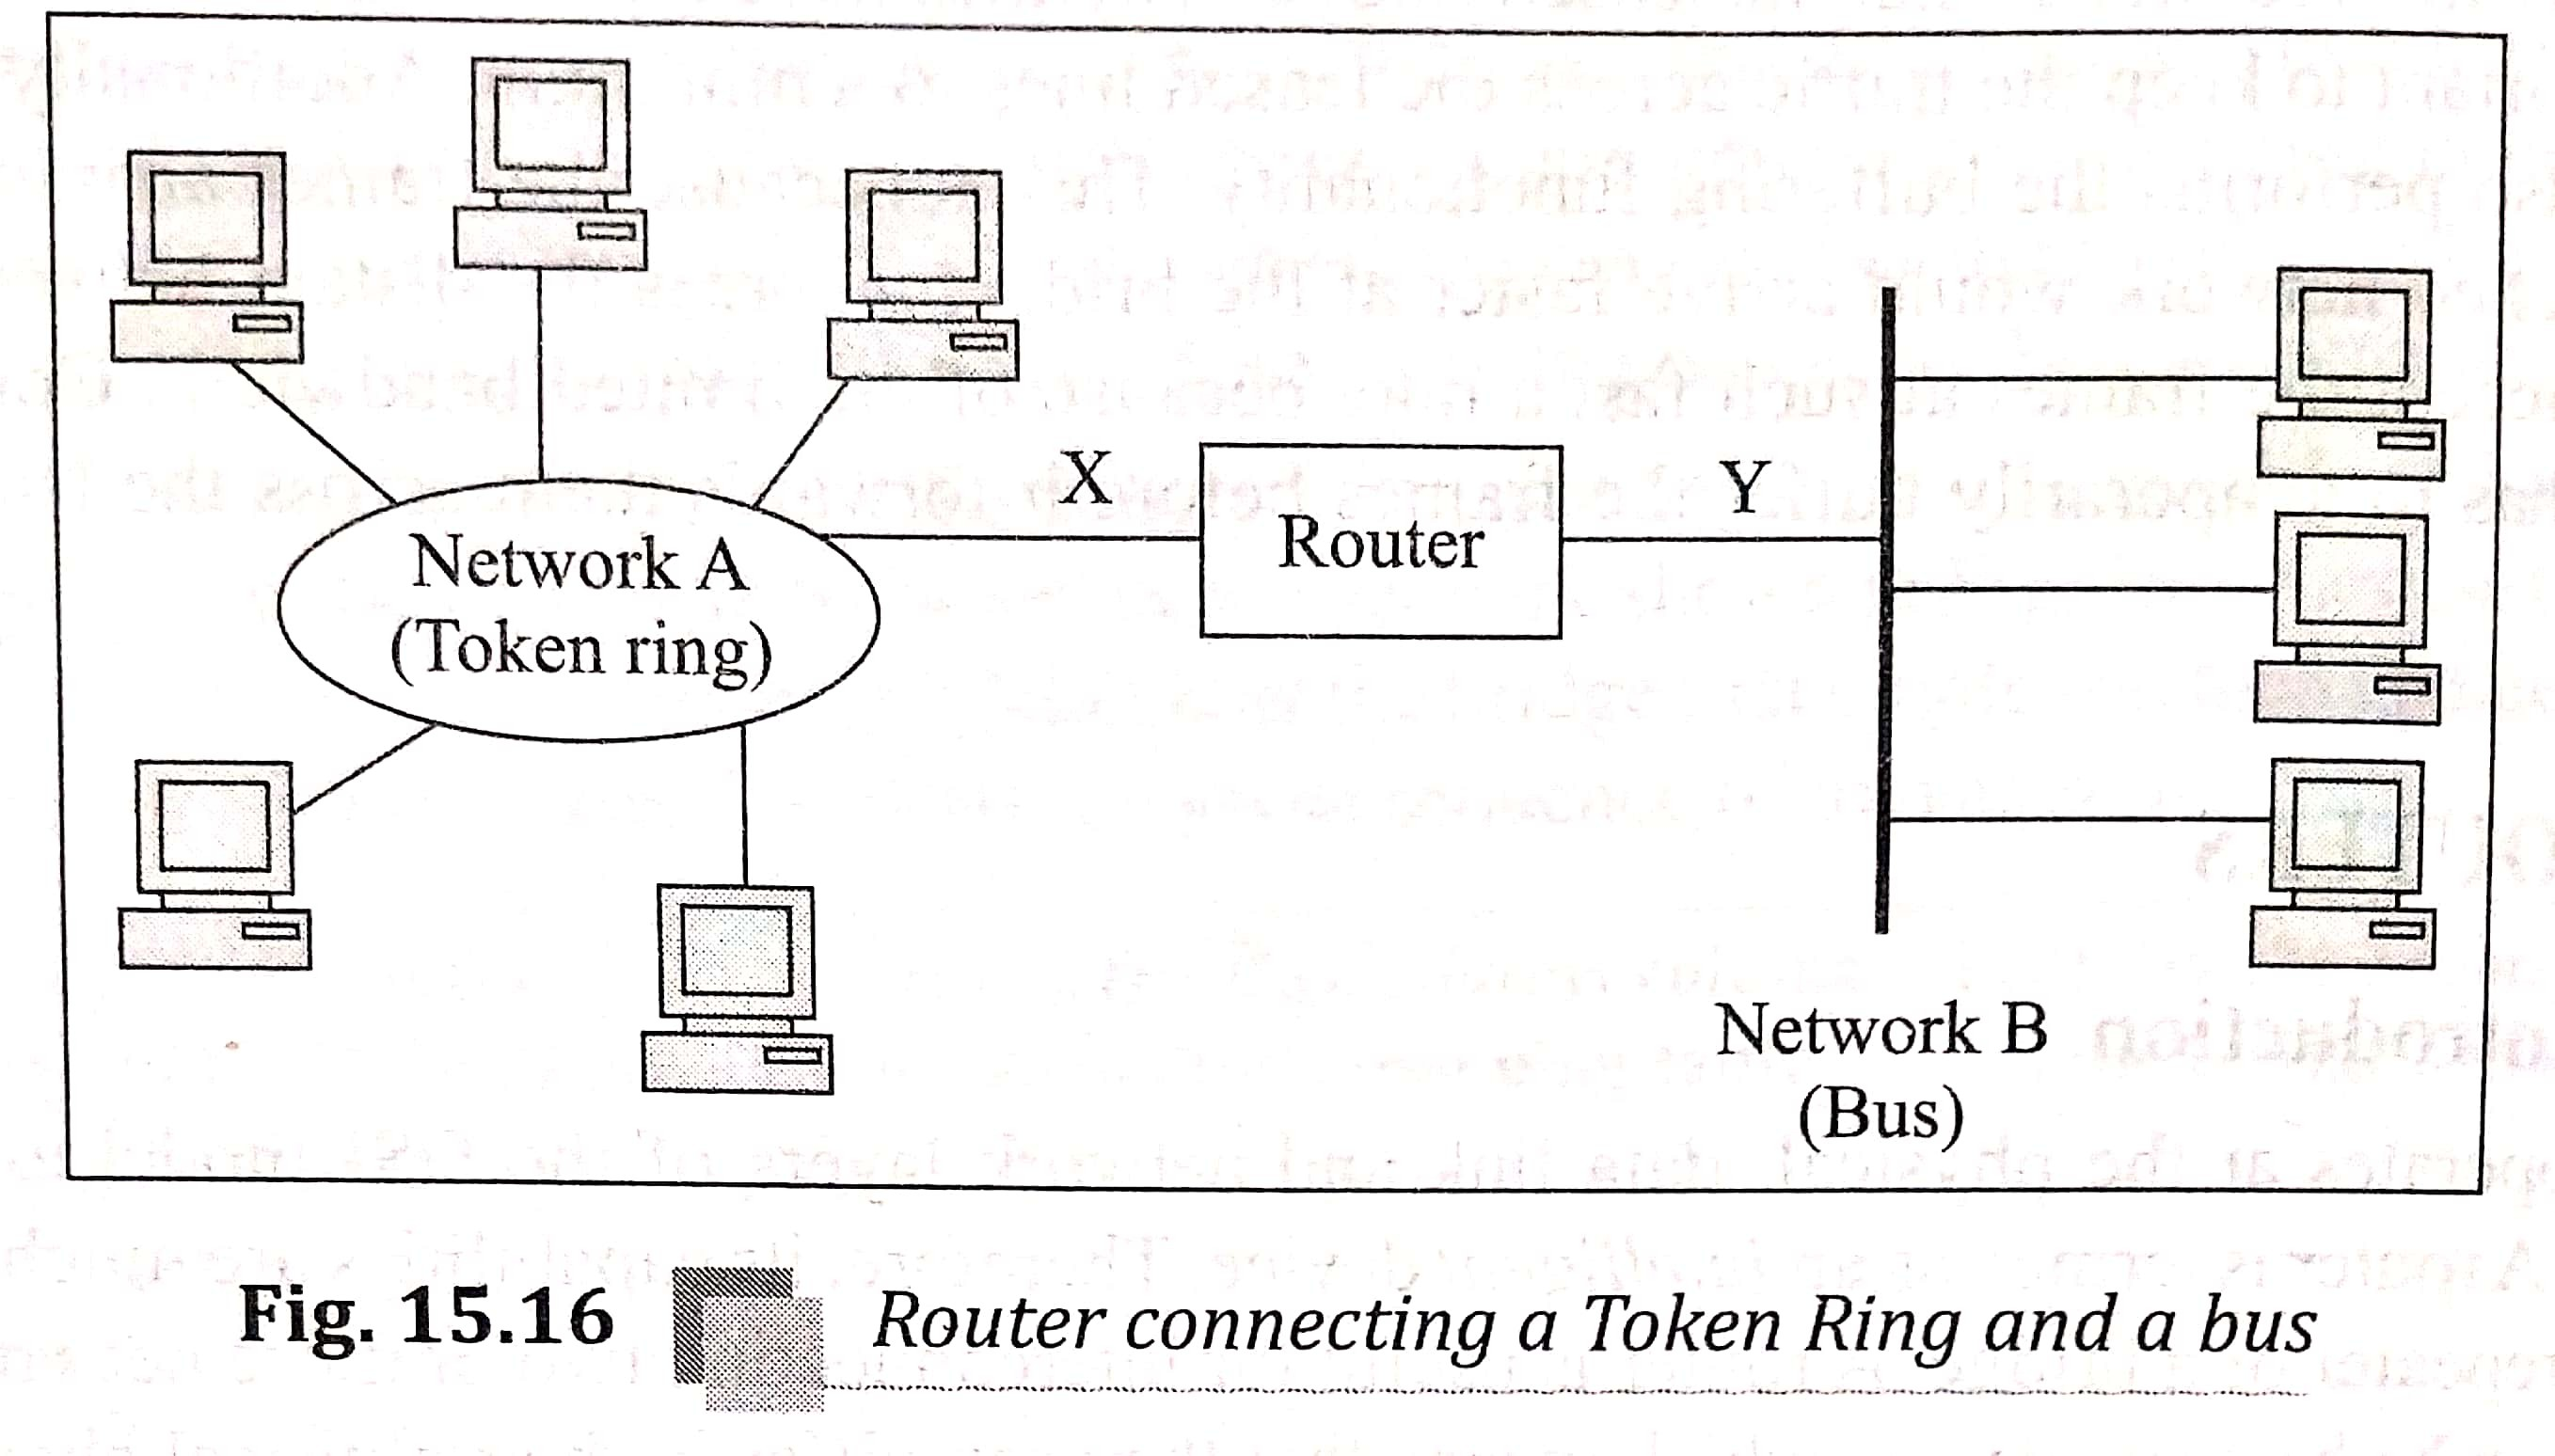 X
Y
Router
Network A
(Token ring)
Network B
(Bus)
Fig. 15.16 Router connecting a Token Ring and a bus